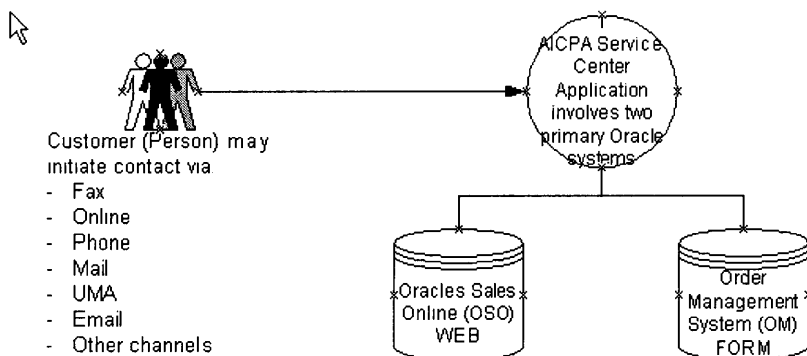 AICPA Service
Center
Application
involves two
primary Oracle
systems
Customer (Person) may
initiate contact via
- Fax
- Online
- Phone
- Mail
- UMA
- Email
- Other channels
Oracles Sales
Online (OSO)
WEB
Order
Management
System (OM)
FORM